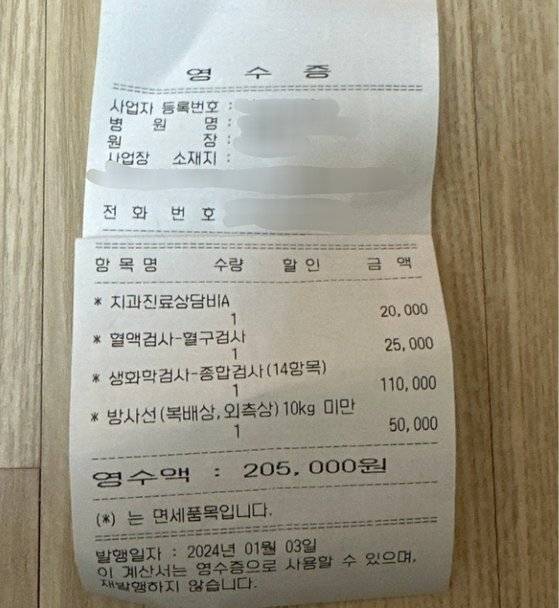 영 수 증
사업자 등록번호 :
병 원 명 :
원 장 :
사업장 소재지 :
전 화 번 호
항 목 명 수량 할 인 금 액
* 치과진료상담비A
1 20,000
* 혈액검사-혈구검사
1 25,000
* 생화학검사-종합검사(14항목)
1 110,000
* 방사선(복배상,외측상)10kg 미만
1 50,000
영수액 : 205,000원
(*) 는 면세품목입니다.
발행일자 : 2024년 01월 03일
이 계산서는 영수증으로 사용할 수 있으며,
재발행하지 않습니다.